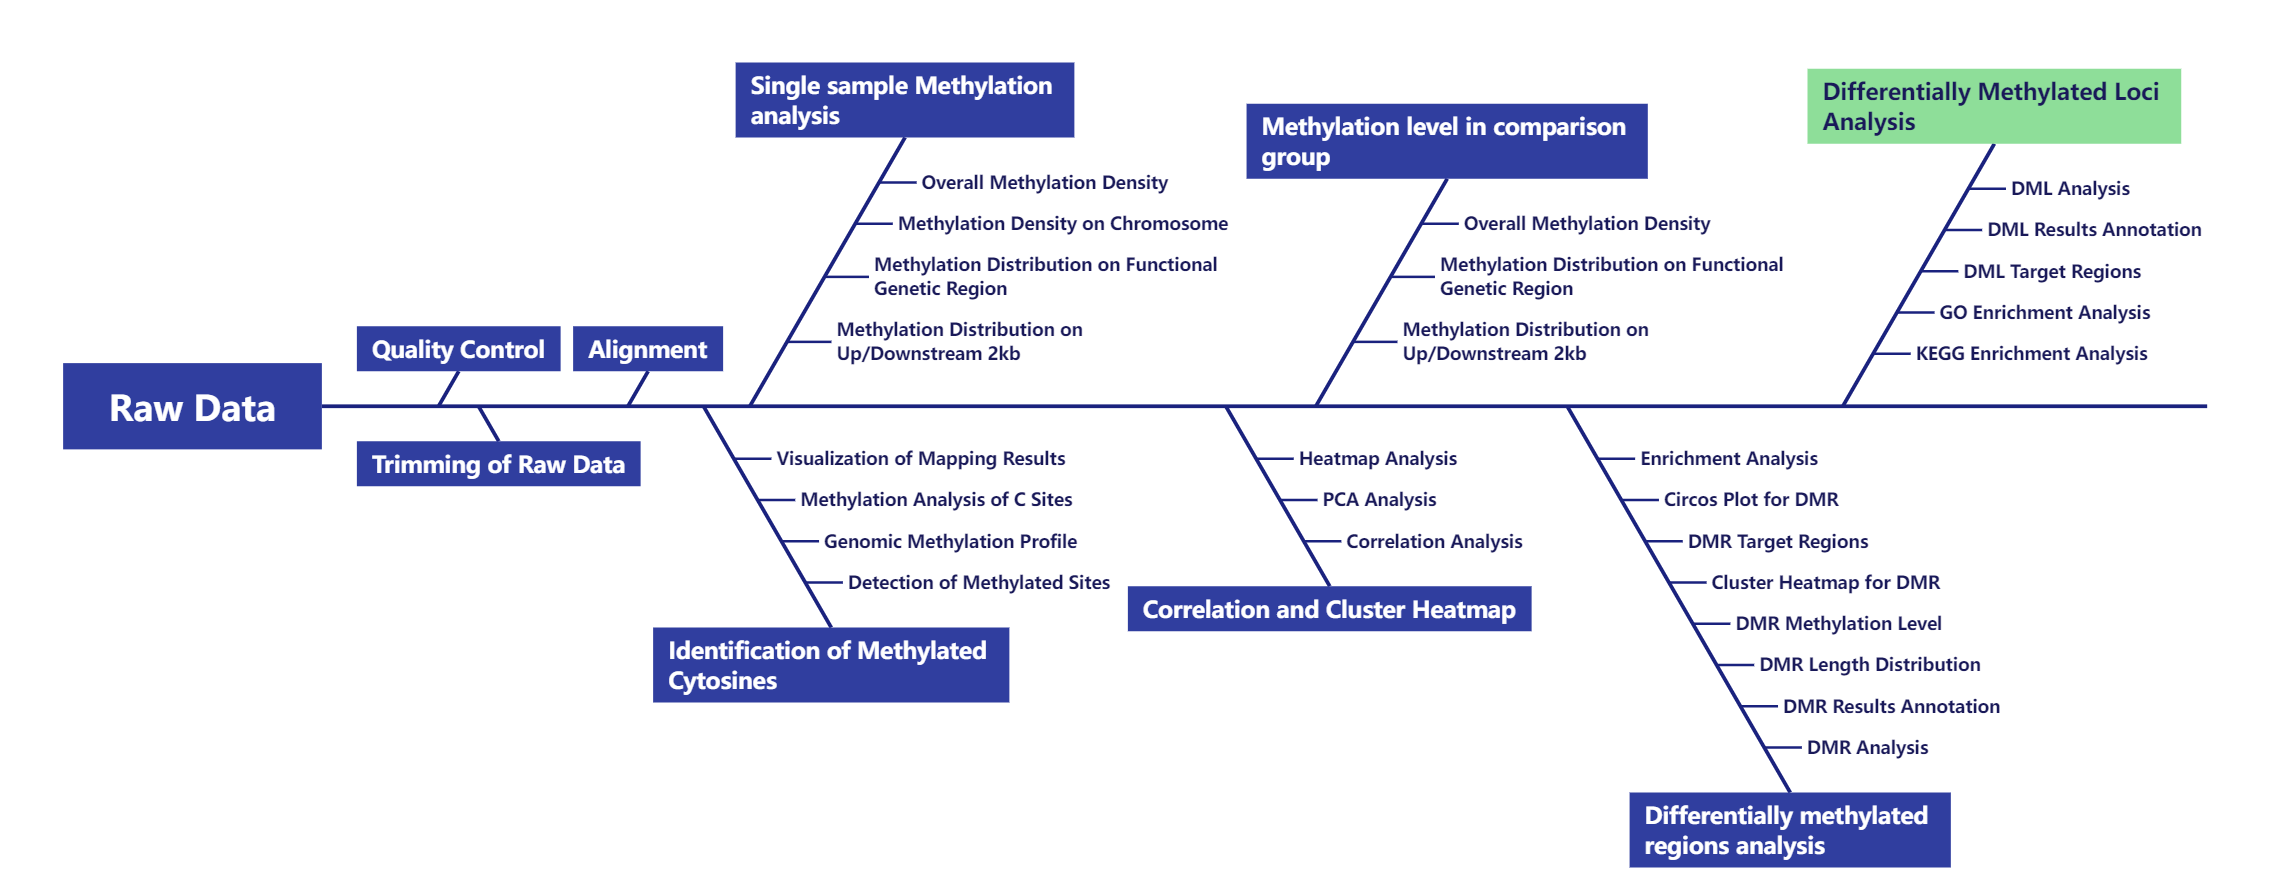 Raw Data
Quality Control
Trimming of Raw Data
Alignment
Identification of Methylated
Cytosines
Visualization of Mapping Results
Methylation Analysis of C Sites
Genomic Methylation Profile
Detection of Methylated Sites
Single sample Methylation
analysis
Overall Methylation Density
Methylation Density on Chromosome
Methylation Distribution on Functional
Genetic Region
Methylation Distribution on
Up/Downstream 2kb
Correlation and Cluster Heatmap
Heatmap Analysis
PCA Analysis
Correlation Analysis
Methylation level in comparison
group
Overall Methylation Density
Methylation Distribution on Functional
Genetic Region
Methylation Distribution on
Up/Downstream 2kb
Differentially methylated
regions analysis
Enrichment Analysis
Circos Plot for DMR
DMR Target Regions
Cluster Heatmap for DMR
DMR Methylation Level
DMR Length Distribution
DMR Results Annotation
DMR Analysis
Differentially Methylated Loci
Analysis
DML Analysis
DML Results Annotation
DML Target Regions
GO Enrichment Analysis
KEGG Enrichment Analysis